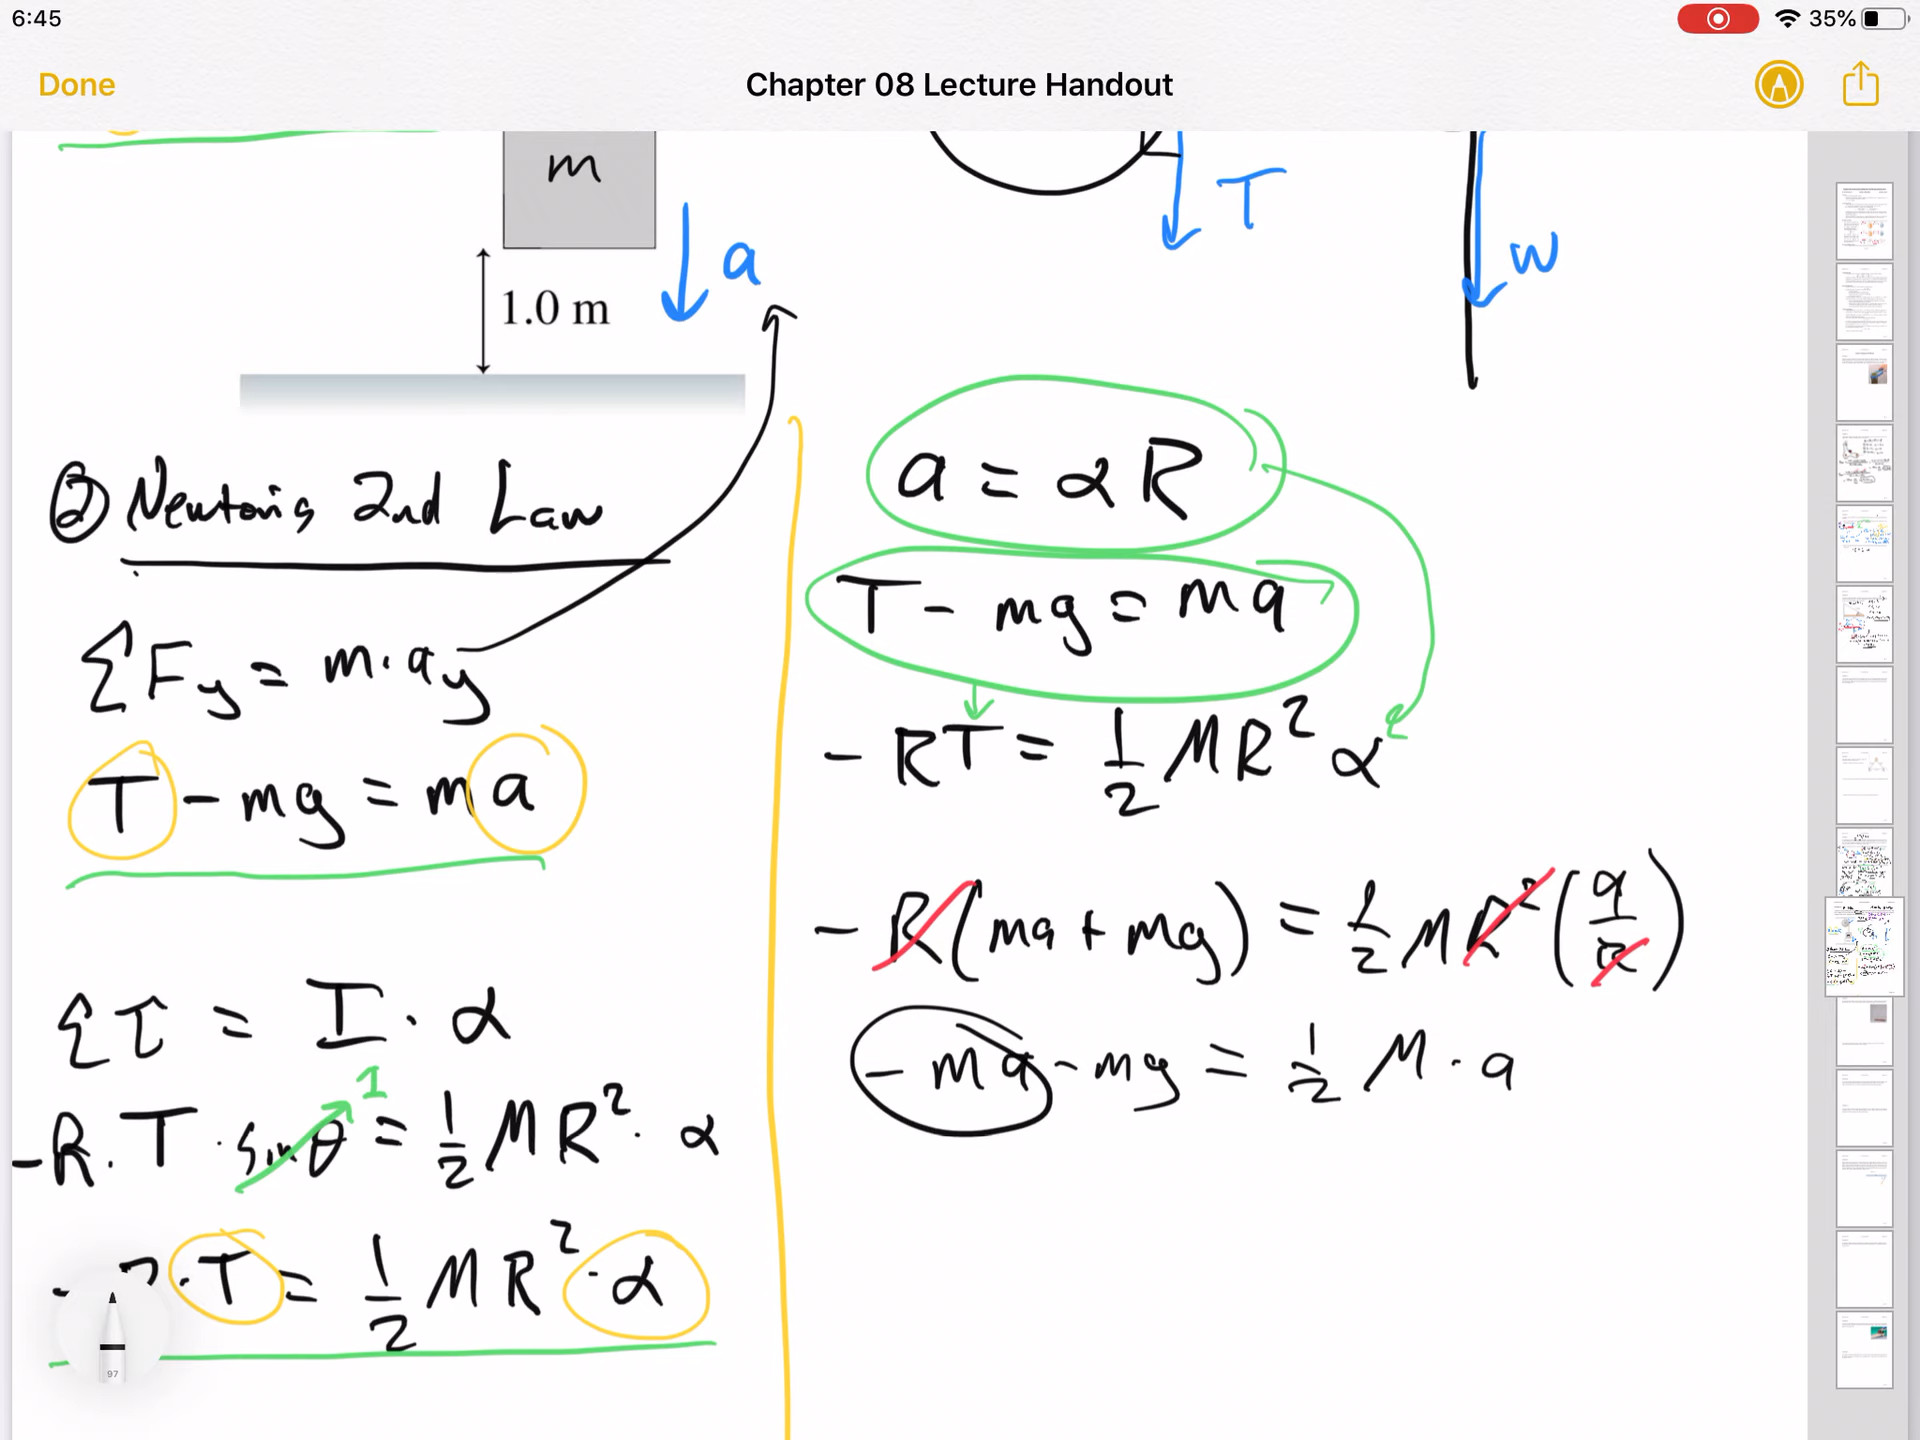 6:45
35%
Done
Chapter 08 Lecture Handout
m
a
1.0 m
T
w
② Newton's 2nd Law
ΣFy = m·ay
T - mg = ma
Στ = I · α
1
-R·T·sinθ = 1/2 MR²·α
·T = 1/2 MR²·α
97
a = αR
T - mg = ma
- RT = 1/2 MR² α
- R(ma + mg) = 1/2 MR² (a/R)
- ma - mg = 1/2 M · a